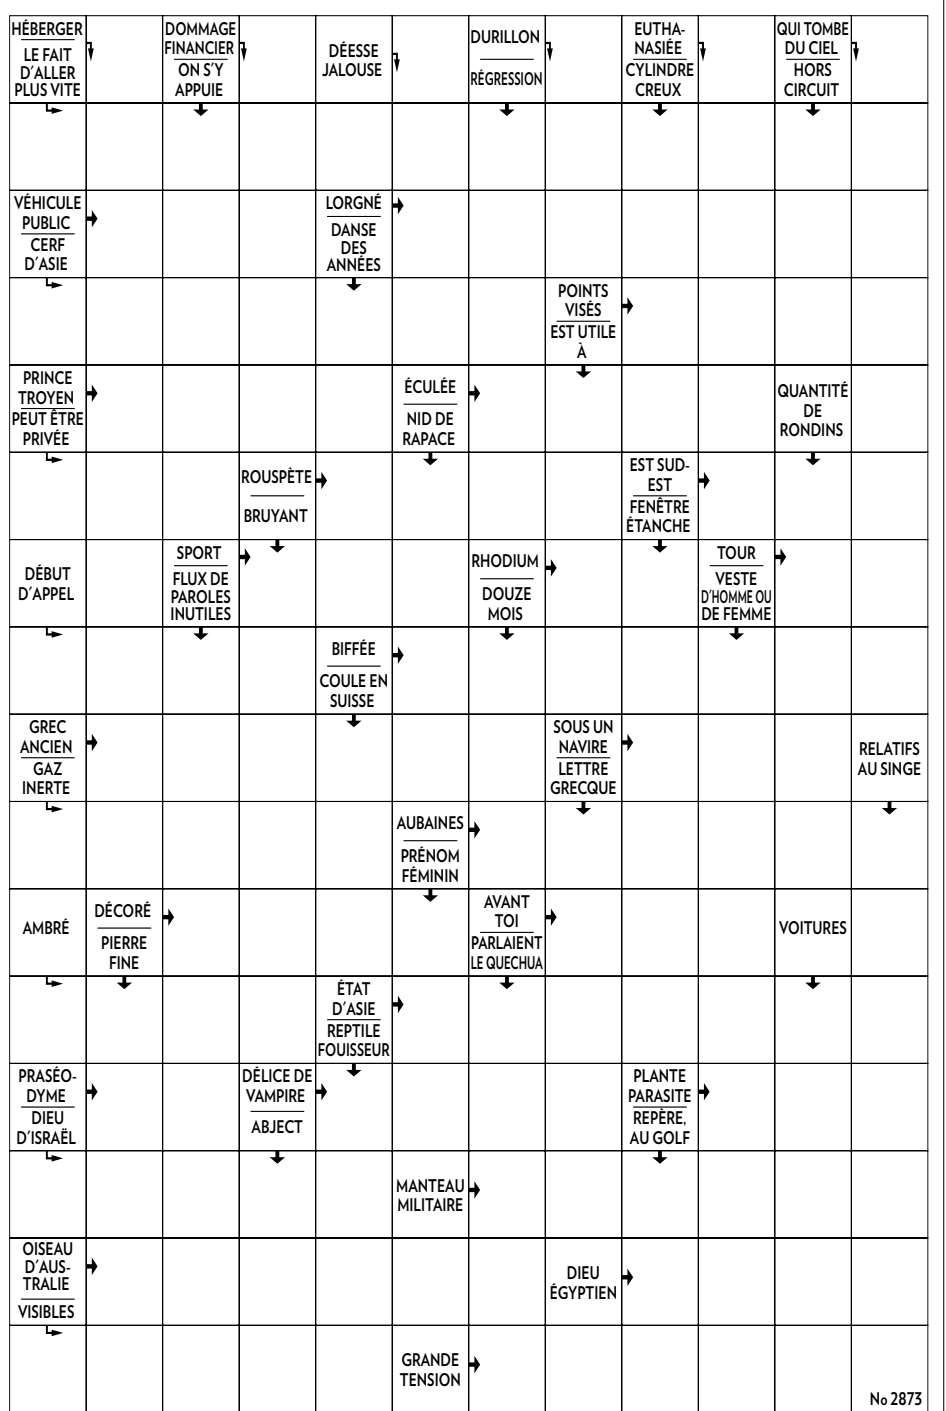 HÉBERGER
LE FAIT
D'ALLER
PLUS VITE
DOMMAGE
FINANCIER
ON S'Y
APPUIE
DÉESSE
JALOUSE
DURILLON
RÉGRESSION
EUTHA-
NASIÉE
CYLINDRE
CREUX
QUI TOMBE
DU CIEL
HORS
CIRCUIT
VÉHICULE
PUBLIC
CERF
D'ASIE
LORGNÉ
DANSE
DES
ANNÉES
POINTS
VISÉS
EST UTILE
À
PRINCE
TROYEN
PEUT ÊTRE
PRIVÉE
ÉCULÉE
NID DE
RAPACE
QUANTITÉ
DE
RONDINS
ROUSPÈTE
BRUYANT
EST SUD-
EST
FENÊTRE
ÉTANCHE
DÉBUT
D'APPEL
SPORT
FLUX DE
PAROLES
INUTILES
RHODIUM
DOUZE
MOIS
TOUR
VESTE
D'HOMME OU
DE FEMME
BIFFÉE
COULE EN
SUISSE
GREC
ANCIEN
GAZ
INERTE
SOUS UN
NAVIRE
LETTRE
GRECQUE
RELATIFS
AU SINGE
AUBAINES
PRÉNOM
FÉMININ
AMBRÉ
DÉCORÉ
PIERRE
FINE
AVANT
TOI
PARLAIENT
LE QUECHUA
VOITURES
ÉTAT
D'ASIE
REPTILE
FOUISSEUR
PRASÉO-
DYME
DIEU
D'ISRAËL
DÉLICE DE
VAMPIRE
ABJECT
PLANTE
PARASITE
REPÈRE,
AU GOLF
MANTEAU
MILITAIRE
OISEAU
D'AUS-
TRALIE
VISIBLES
DIEU
ÉGYPTIEN
GRANDE
TENSION
No 2873